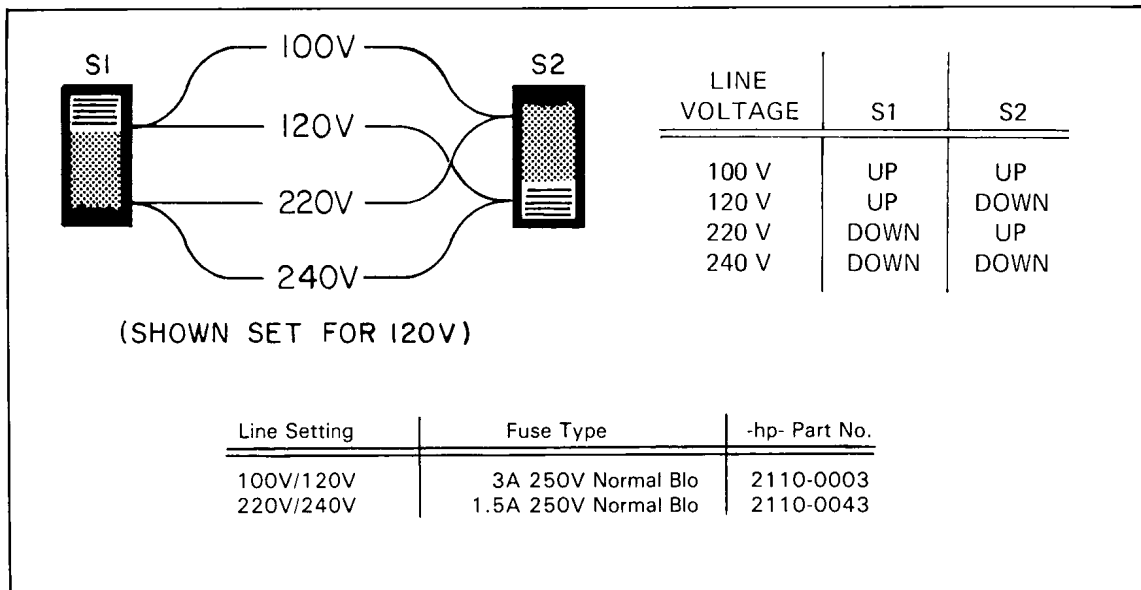 S1
100V
120V
220V
240V
S2
(SHOWN SET FOR 120V)
LINE VOLTAGE S1 S2
100 V UP UP
120 V UP DOWN
220 V DOWN UP
240 V DOWN DOWN
Line Setting Fuse Type -hp- Part No.
100V/120V 3A 250V Normal Blo 2110-0003
220V/240V 1.5A 250V Normal Blo 2110-0043